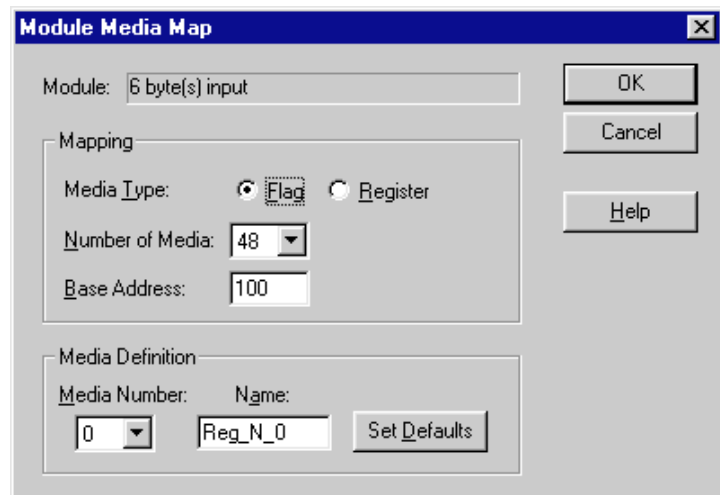 Module Media Map
Module: 6 byte(s) input
OK
Cancel
Help
Mapping
Media Type: Flag Register
Number of Media: 48
Base Address: 100
Media Definition
Media Number: Name:
0 Reg_N_0 Set Defaults